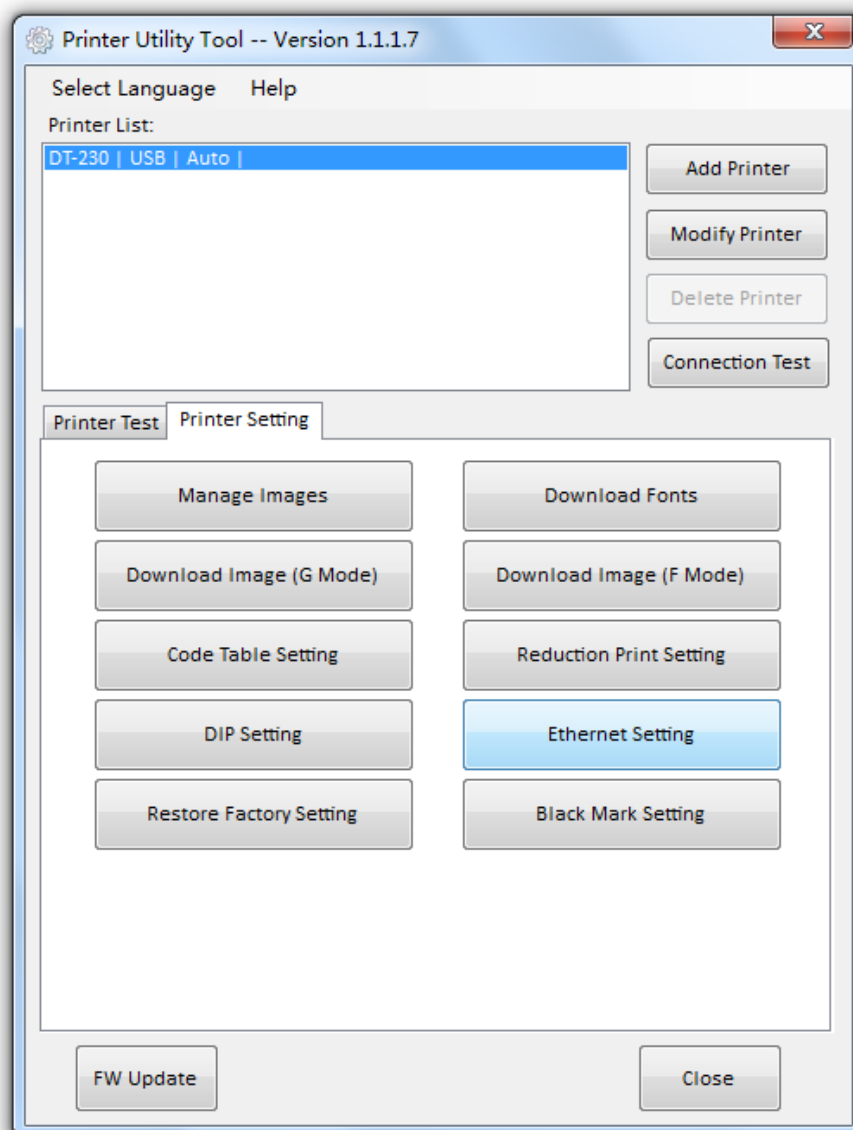 Printer Utility Tool -- Version 1.1.1.7
x
Select Language Help
Printer List:
DT-230 | USB | Auto |
Add Printer
Modify Printer
Delete Printer
Connection Test
Printer Test Printer Setting
Manage Images Download Fonts
Download Image (G Mode) Download Image (F Mode)
Code Table Setting Reduction Print Setting
DIP Setting Ethernet Setting
Restore Factory Setting Black Mark Setting
FW Update Close